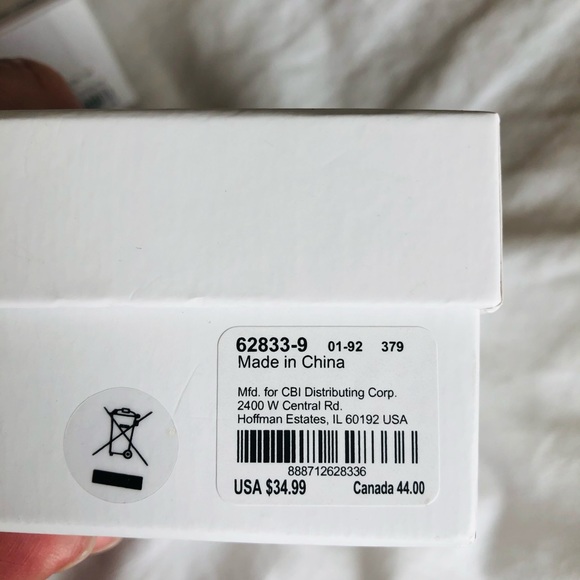 62833-9 01-92 379
Made in China
Mfd. for CBI Distributing Corp.
2400 W Central Rd.
Hoffman Estates, IL 60192 USA
888712628336
USA $34.99 Canada 44.00